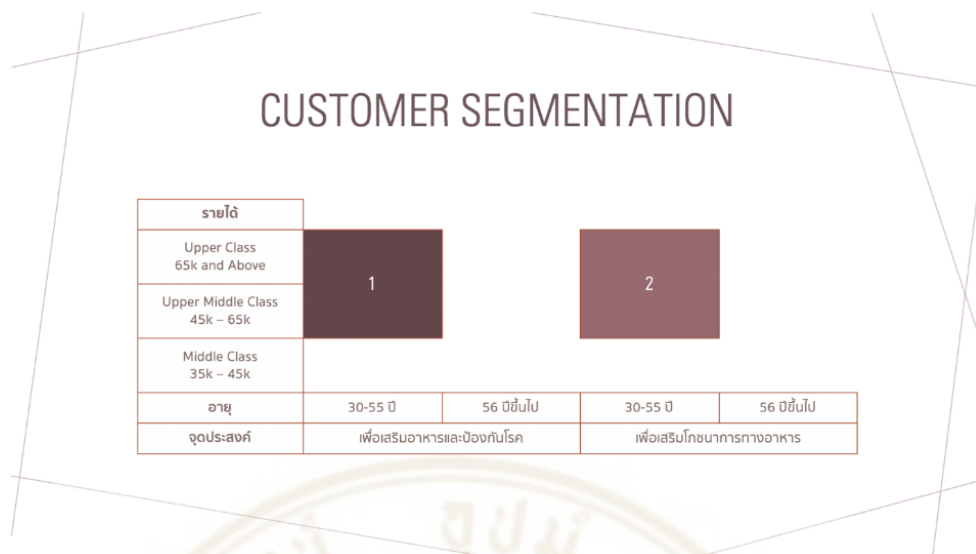 CUSTOMER SEGMENTATION
รายได้
Upper Class
65k and Above
1
2
Upper Middle Class
45k – 65k
Middle Class
35k – 45k
อายุ
30-55 ปี
56 ปีขึ้นไป
30-55 ปี
56 ปีขึ้นไป
จุดประสงค์
เพื่อเสริมอาหารและป้องกันโรค
เพื่อเสริมโภชนาการทางอาหาร